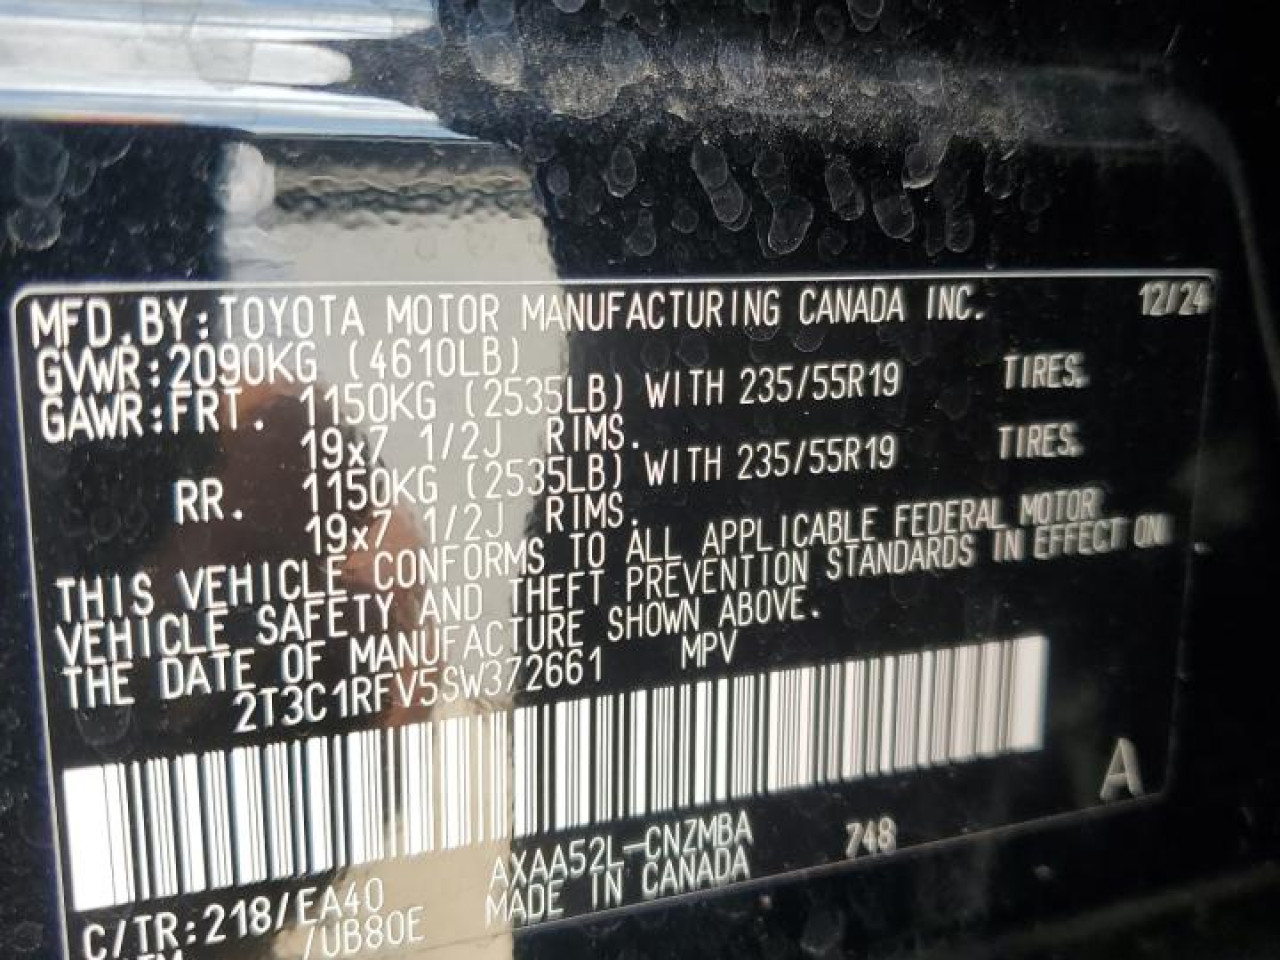 MFD.BY:TOYOTA MOTOR MANUFACTURING CANADA INC. 12/24
GVWR:2090KG (4610LB)
GAWR:FRT. 1150KG (2535LB) WITH 235/55R19 TIRES.
19x7 1/2J RIMS.
RR. 1150KG (2535LB) WITH 235/55R19 TIRES.
19x7 1/2J RIMS.
THIS VEHICLE CONFORMS TO ALL APPLICABLE FEDERAL MOTOR
VEHICLE SAFETY AND THEFT PREVENTION STANDARDS IN EFFECT ON
THE DATE OF MANUFACTURE SHOWN ABOVE.
2T3C1RFV5SW372661 MPV
A
AXAA52L-CNZMBA 748
C/TR:218/EA40 MADE IN CANADA
/UB80E